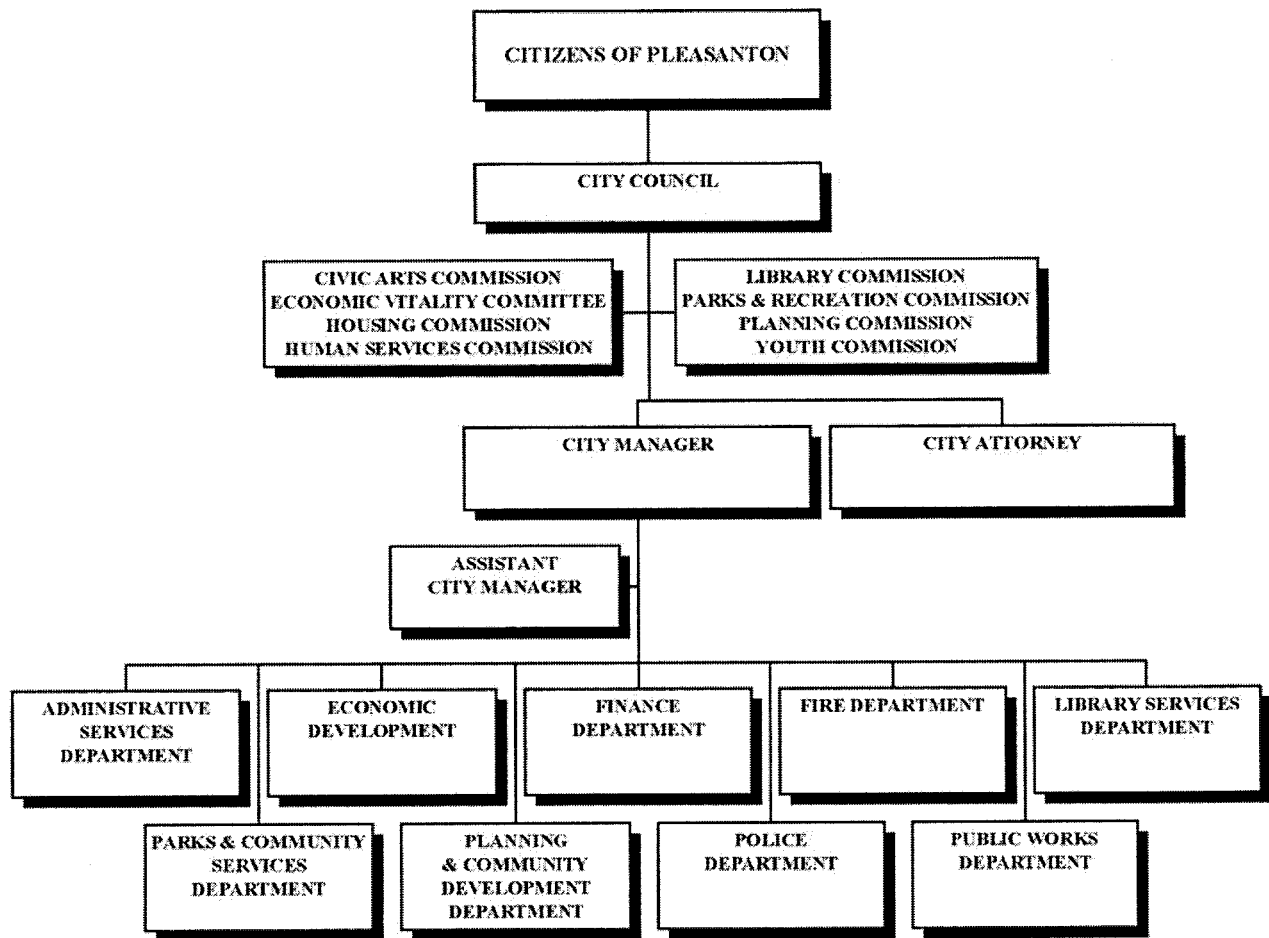 CITIZENS OF PLEASANTON
CITY COUNCIL
CIVIC ARTS COMMISSION
ECONOMIC VITALITY COMMITTEE
HOUSING COMMISSION
HUMAN SERVICES COMMISSION
LIBRARY COMMISSION
PARKS & RECREATION COMMISSION
PLANNING COMMISSION
YOUTH COMMISSION
CITY MANAGER
CITY ATTORNEY
ASSISTANT
CITY MANAGER
ADMINISTRATIVE
SERVICES
DEPARTMENT
ECONOMIC
DEVELOPMENT
FINANCE
DEPARTMENT
FIRE DEPARTMENT
LIBRARY SERVICES
DEPARTMENT
PARKS & COMMUNITY
SERVICES
DEPARTMENT
PLANNING
& COMMUNITY
DEVELOPMENT
DEPARTMENT
POLICE
DEPARTMENT
PUBLIC WORKS
DEPARTMENT